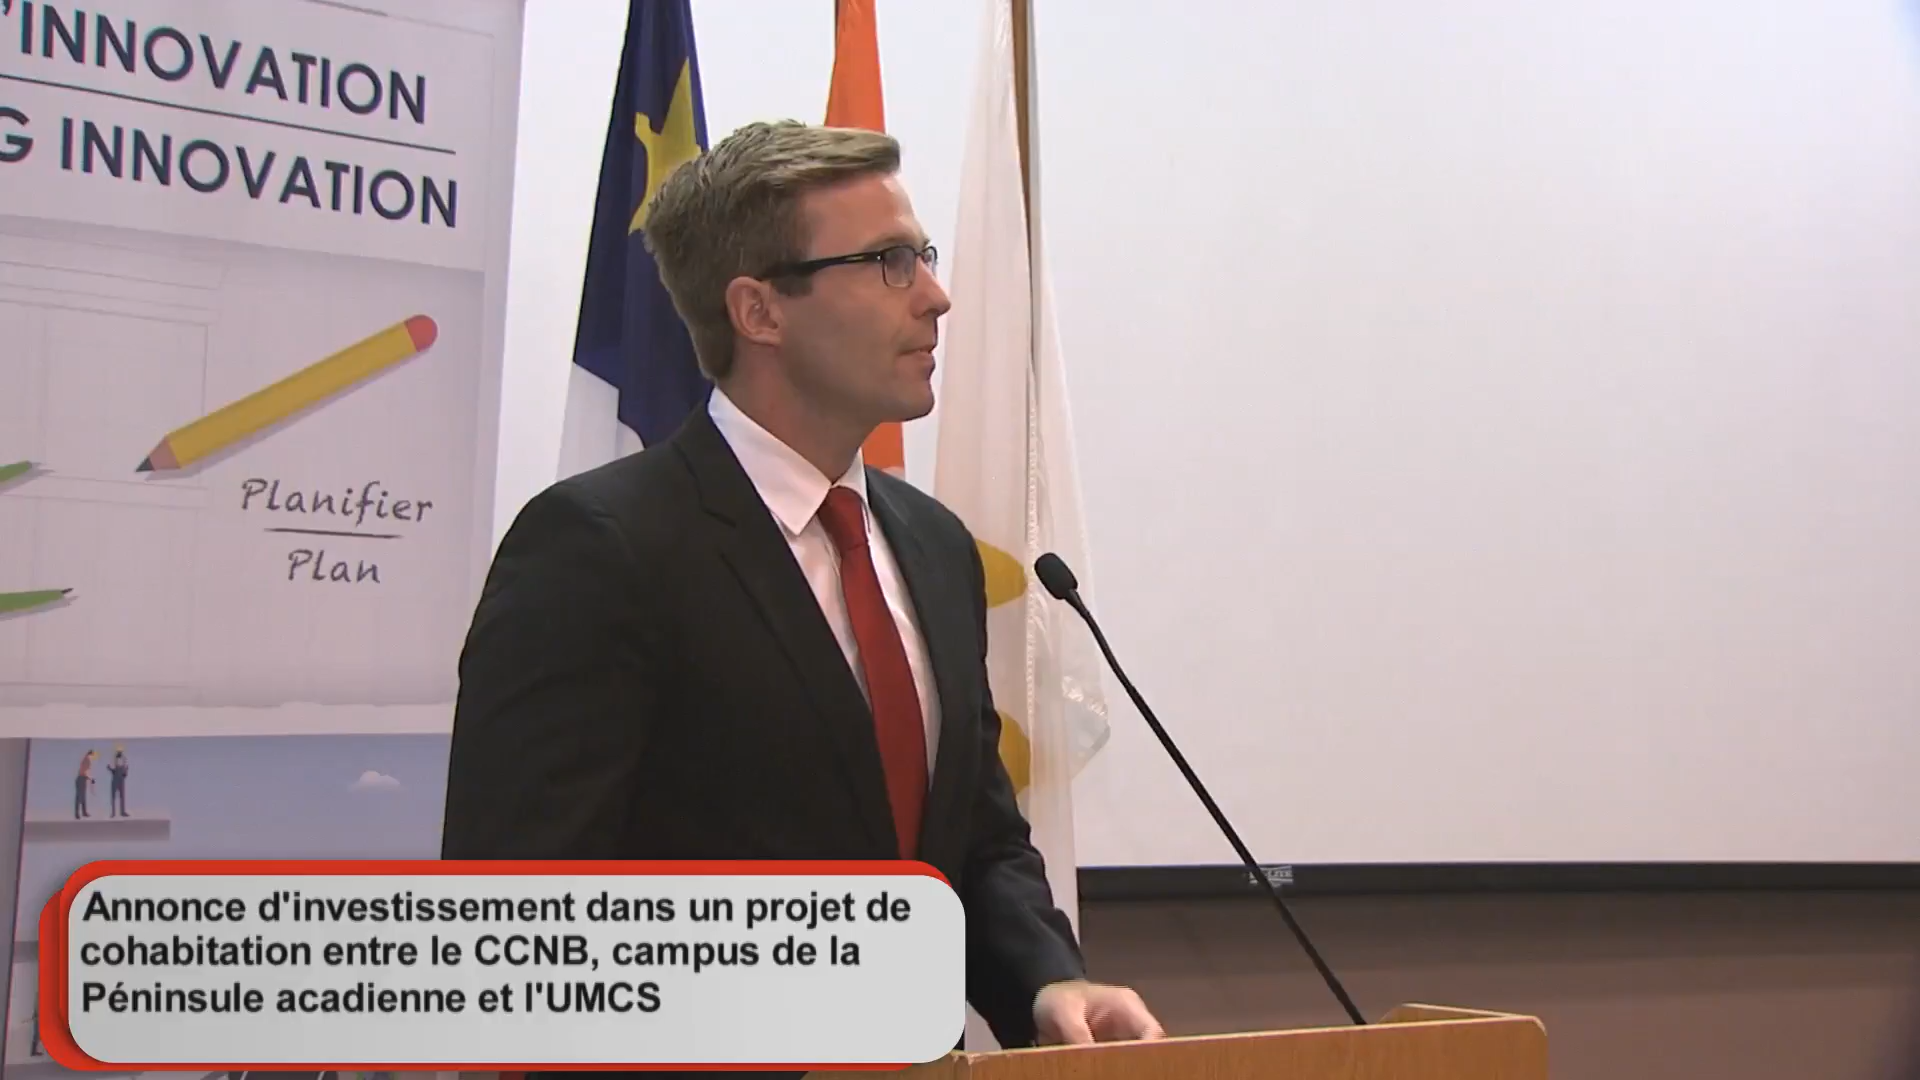 'INNOVATION
G INNOVATION
Planifier
Plan
Annonce d'investissement dans un projet de
cohabitation entre le CCNB, campus de la
Péninsule acadienne et l'UMCS